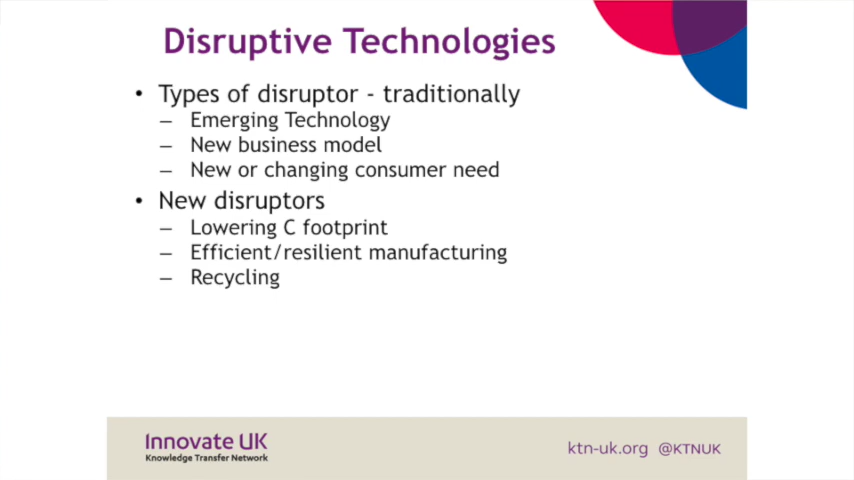 Disruptive Technologies
• Types of disruptor - traditionally
– Emerging Technology
– New business model
– New or changing consumer need
• New disruptors
– Lowering C footprint
– Efficient/resilient manufacturing
– Recycling
Innovate UK
Knowledge Transfer Network
ktn-uk.org @KTNUK